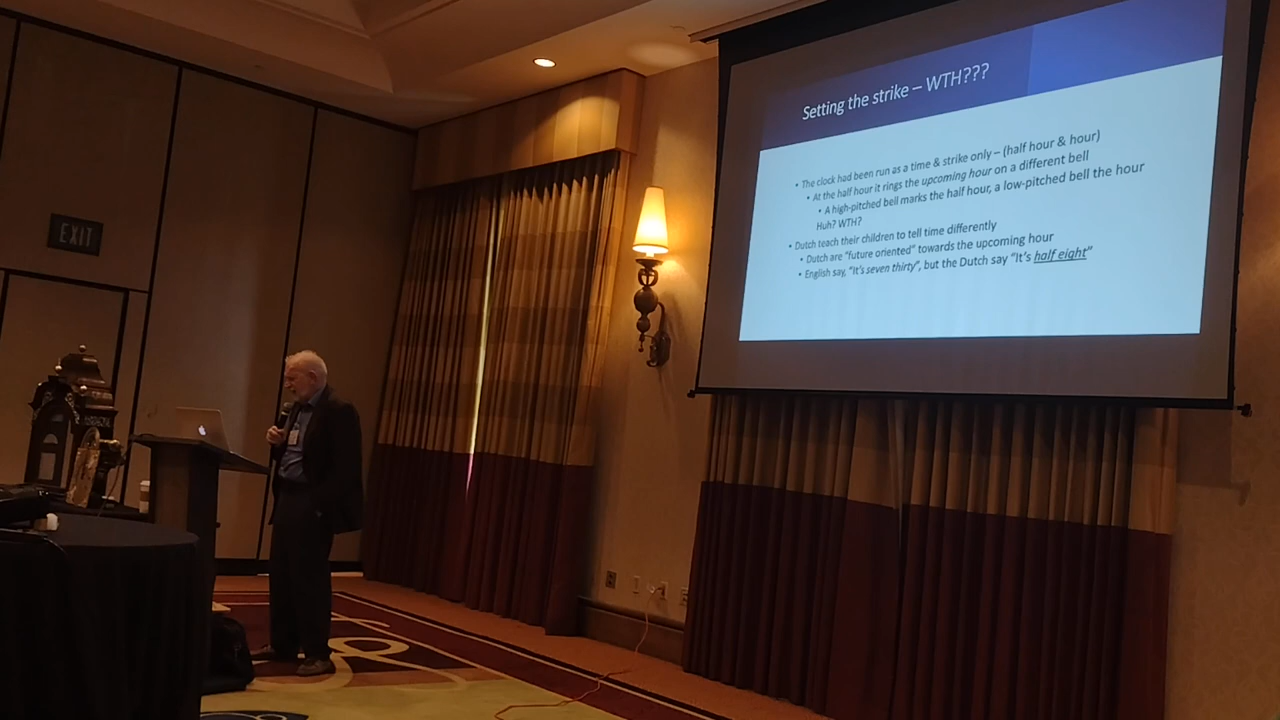 Setting the strike – WTH???
• The clock had been run as a time & strike only – (half hour & hour)
• At the half hour it rings the upcoming hour on a different bell
• A high-pitched bell marks the half hour, a low-pitched bell the hour
Huh? WTH?
• Dutch teach their children to tell time differently
• Dutch are "future oriented" towards the upcoming hour
• English say, "It's seven thirty", but the Dutch say "It's half eight"
EXIT